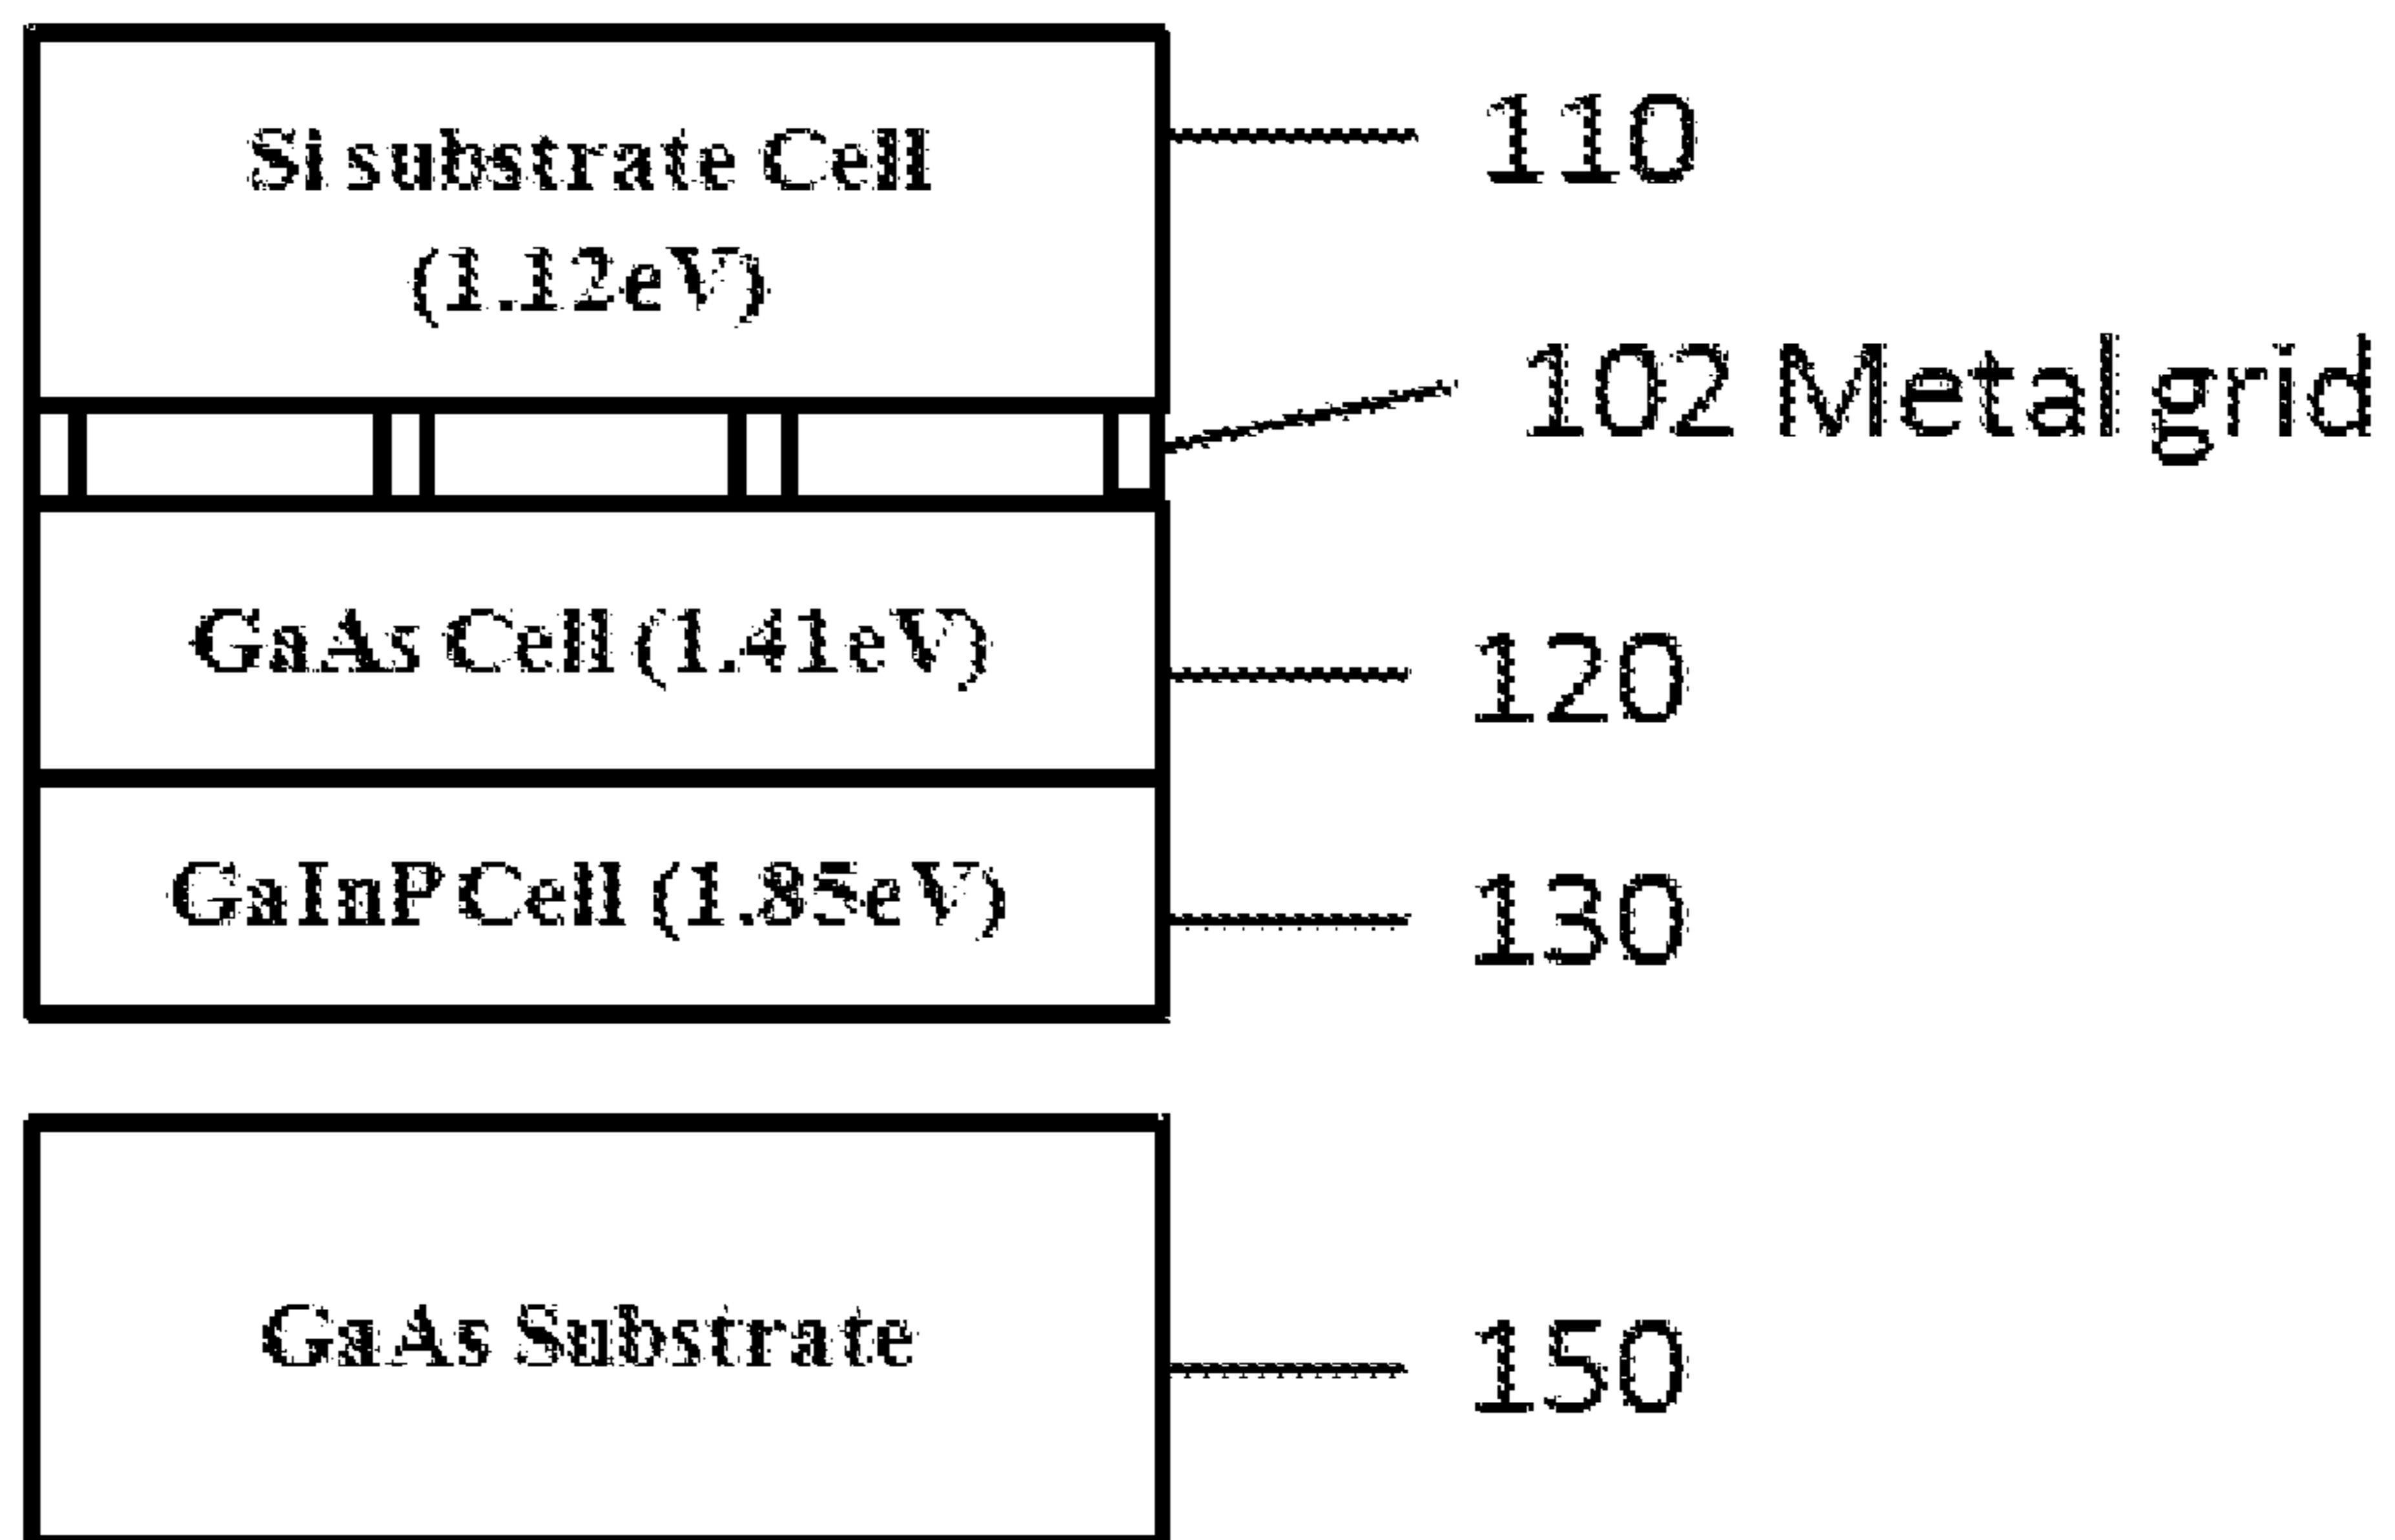 Si substrate Cell
(1.12eV)
110
102 Metal grid
GaAs Cell (1.41eV)
120
GaInP Cell (1.85eV)
130
GaAs Substrate
150